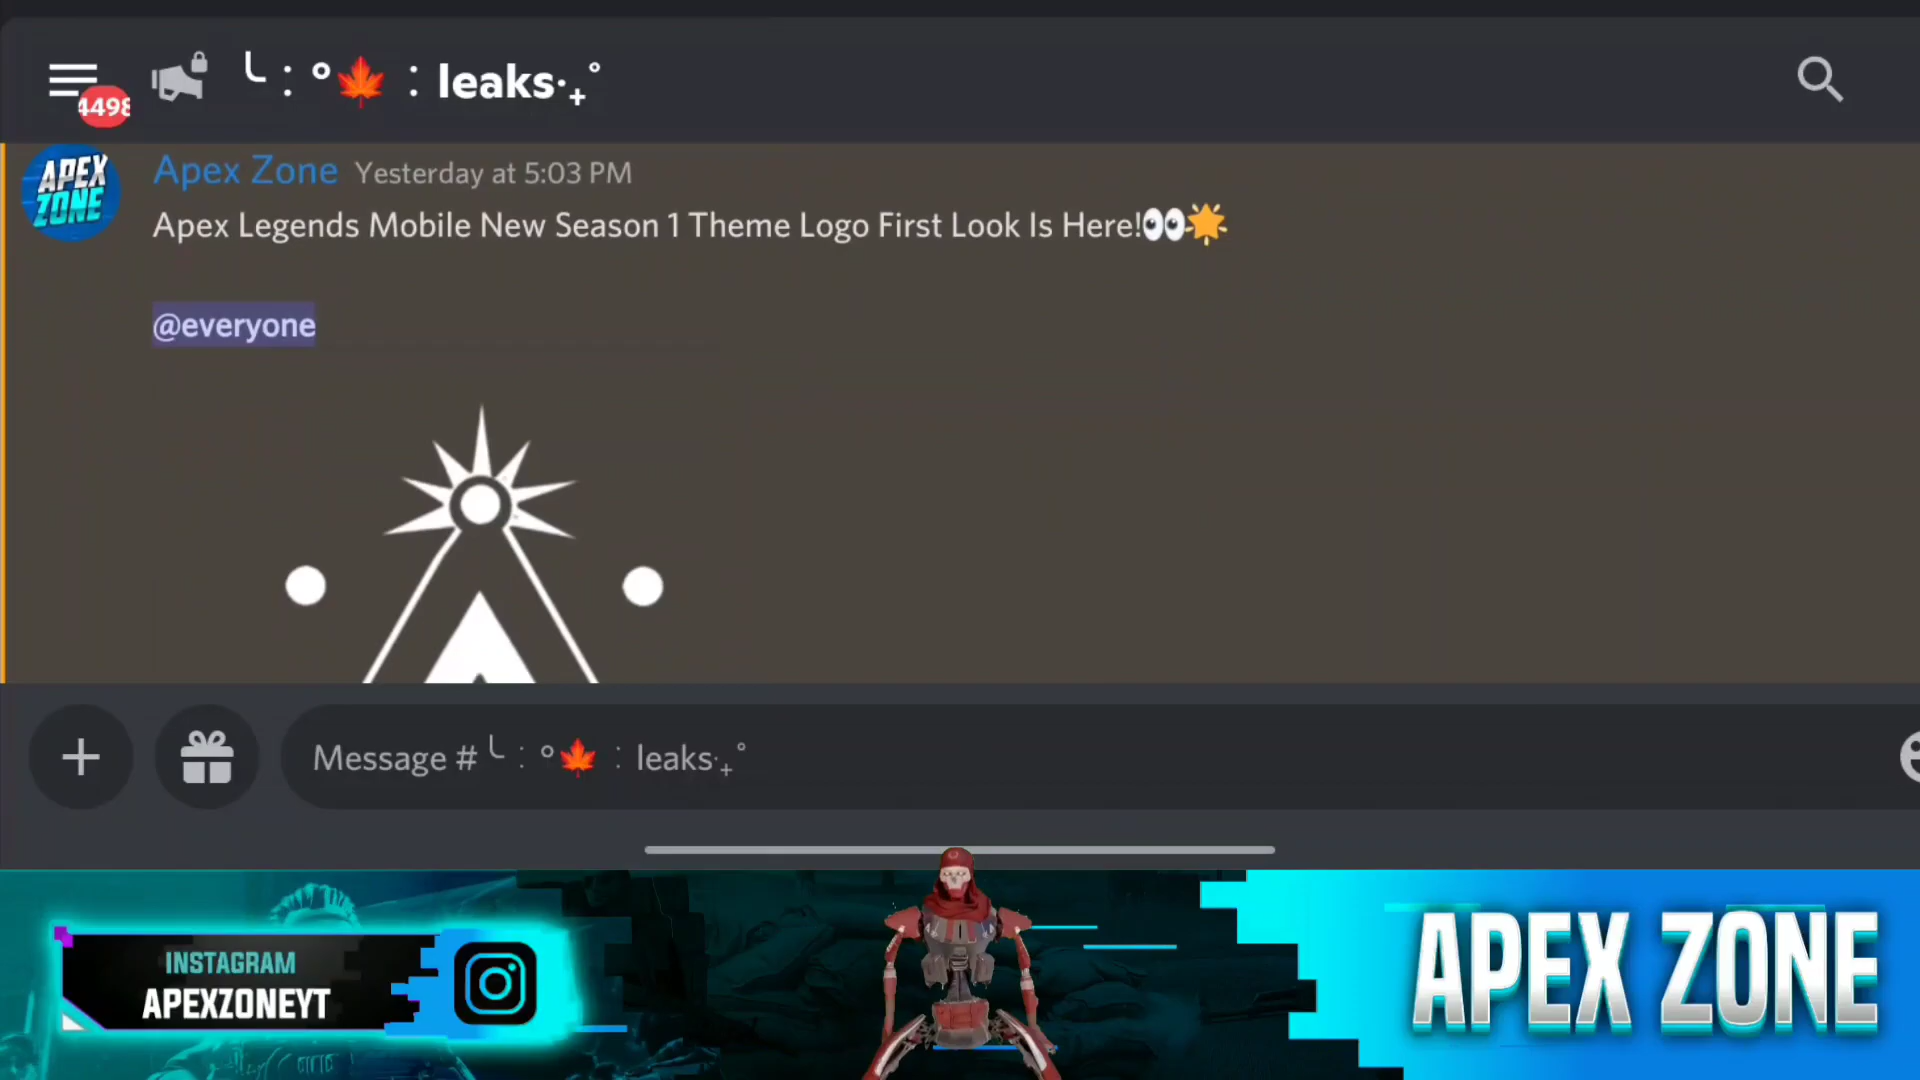 4498
╰﹕°🍁﹕leaks‧₊˚
APEX
ZONE
Apex Zone Yesterday at 5:03 PM
Apex Legends Mobile New Season 1 Theme Logo First Look Is Here!👀🌟
@everyone
Message #╰﹕°🍁﹕leaks‧₊˚
INSTAGRAM
APEXZONEYT
APEX ZONE